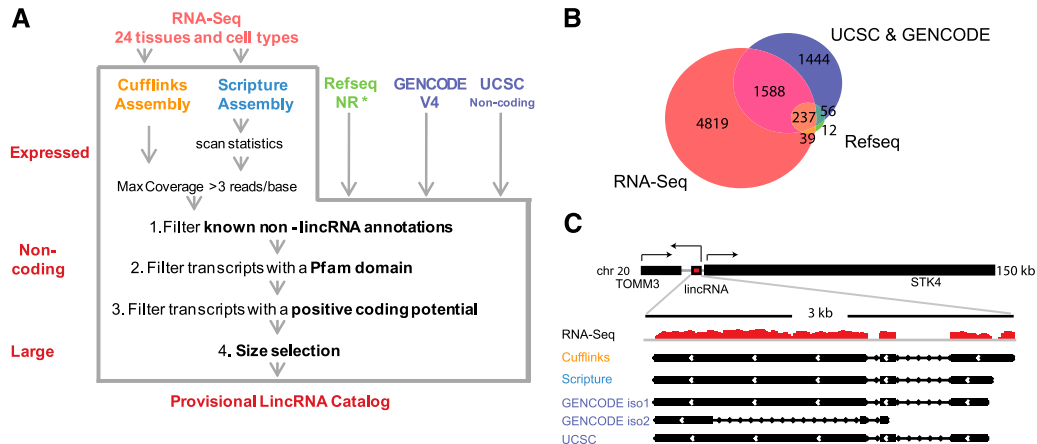 A
RNA-Seq
24 tissues and cell types
Cufflinks
Assembly
Scripture
Assembly
Refseq
NR *
GENCODE
V4
UCSC
Non-coding
Expressed
scan statistics
Max Coverage >3 reads/base
1. Filter known non -lincRNA annotations
Non-
coding
2. Filter transcripts with a Pfam domain
3. Filter transcripts with a positive coding potential
Large
4. Size selection
Provisional LincRNA Catalog
B
UCSC & GENCODE
1444
1588
4819
237
56
12
39
Refseq
RNA-Seq
C
chr 20
TOMM3
lincRNA
STK4
150 kb
3 kb
RNA-Seq
Cufflinks
Scripture
GENCODE iso1
GENCODE iso2
UCSC